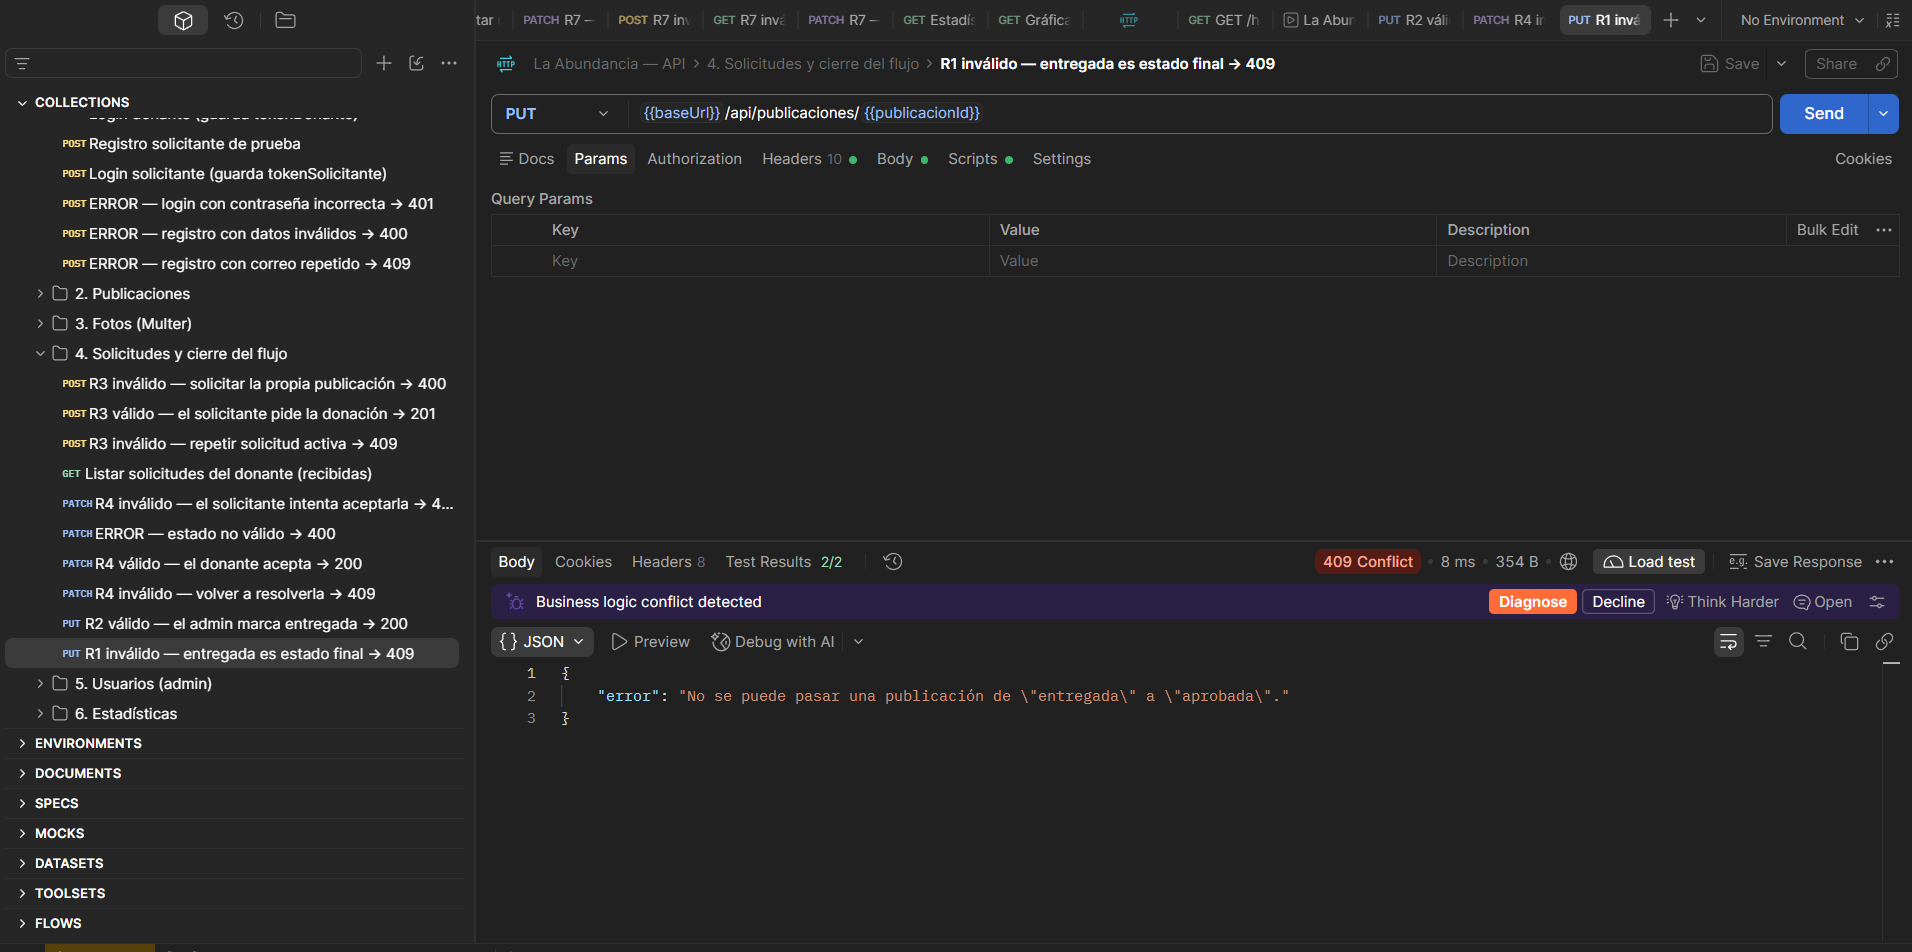 tar
PATCH R7 —
POST R7 inv
GET R7 inva
PATCH R7 —
GET Estadís
GET Gráfica
HTTP
GET GET /h
La Abun
PUT R2 váli
PATCH R4 in
PUT R1 invá
No Environment
HTTP La Abundancia — API > 4. Solicitudes y cierre del flujo > R1 inválido — entregada es estado final → 409
Save
Share
COLLECTIONS
Login donante (guarda tokenDonante)
POST Registro solicitante de prueba
POST Login solicitante (guarda tokenSolicitante)
POST ERROR — login con contraseña incorrecta → 401
POST ERROR — registro con datos inválidos → 400
POST ERROR — registro con correo repetido → 409
2. Publicaciones
3. Fotos (Multer)
4. Solicitudes y cierre del flujo
POST R3 inválido — solicitar la propia publicación → 400
POST R3 válido — el solicitante pide la donación → 201
POST R3 inválido — repetir solicitud activa → 409
GET Listar solicitudes del donante (recibidas)
PATCH R4 inválido — el solicitante intenta aceptarla → 4...
PATCH ERROR — estado no válido → 400
PATCH R4 válido — el donante acepta → 200
PATCH R4 inválido — volver a resolverla → 409
PUT R2 válido — el admin marca entregada → 200
PUT R1 inválido — entregada es estado final → 409
5. Usuarios (admin)
6. Estadísticas
ENVIRONMENTS
DOCUMENTS
SPECS
MOCKS
DATASETS
TOOLSETS
FLOWS
PUT {{baseUrl}} /api/publicaciones/ {{publicacionId}}
Send
Docs Params Authorization Headers 10 Body Scripts Settings Cookies
Query Params
Key Value Description Bulk Edit
Key Value Description
Body Cookies Headers 8 Test Results 2/2
409 Conflict • 8 ms • 354 B e.g. Load test Save Response
Business logic conflict detected
Diagnose Decline Think Harder Open
{} JSON Preview Debug with AI
1 {
2 "error": "No se puede pasar una publicación de \"entregada\" a \"aprobada\"."
3 }